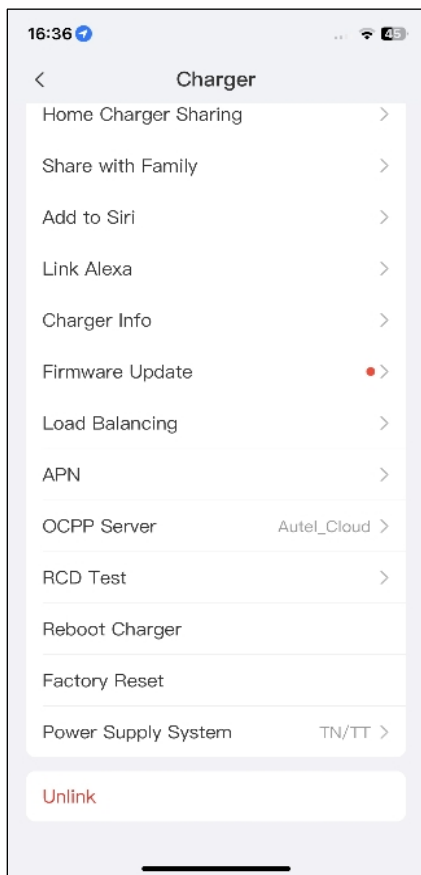 16:36
45
Charger
Home Charger Sharing
Share with Family
Add to Siri
Link Alexa
Charger Info
Firmware Update
Load Balancing
APN
OCPP Server Autel_Cloud
RCD Test
Reboot Charger
Factory Reset
Power Supply System TN/TT
Unlink